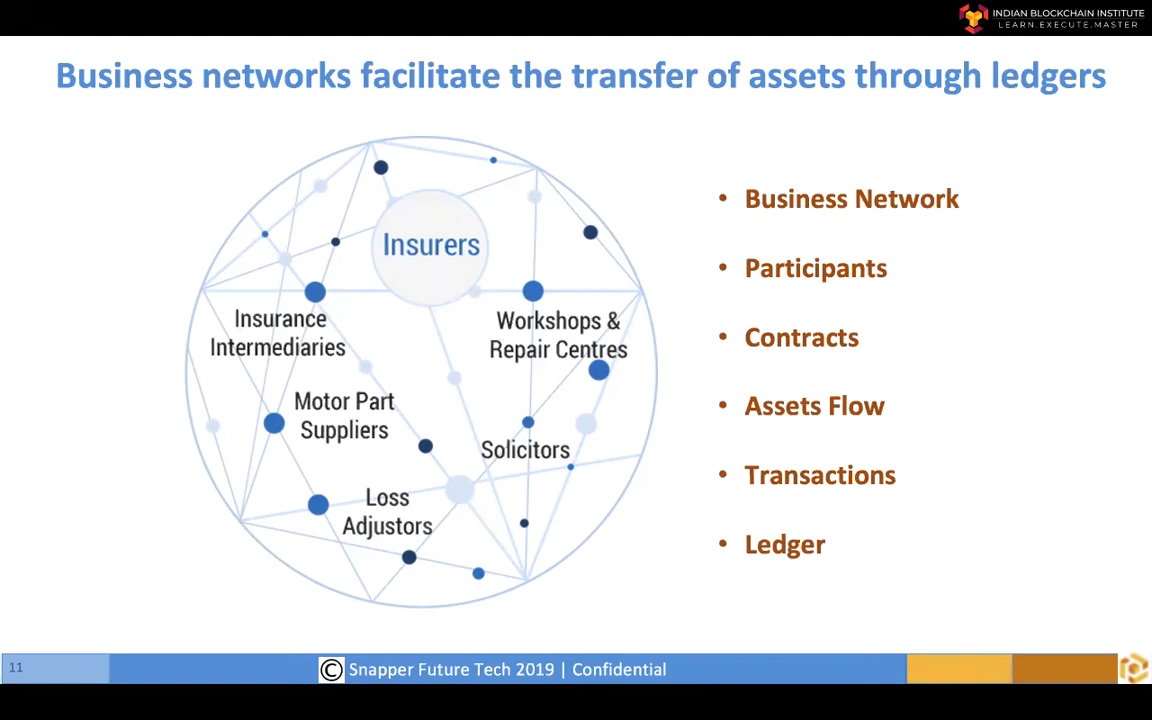 INDIAN BLOCKCHAIN INSTITUTE
LEARN.EXECUTE.MASTER
Business networks facilitate the transfer of assets through ledgers
Insurers
Insurance
Intermediaries
Workshops &
Repair Centres
Motor Part
Suppliers
Solicitors
Loss
Adjustors
• Business Network
• Participants
• Contracts
• Assets Flow
• Transactions
• Ledger
11
© Snapper Future Tech 2019 | Confidential